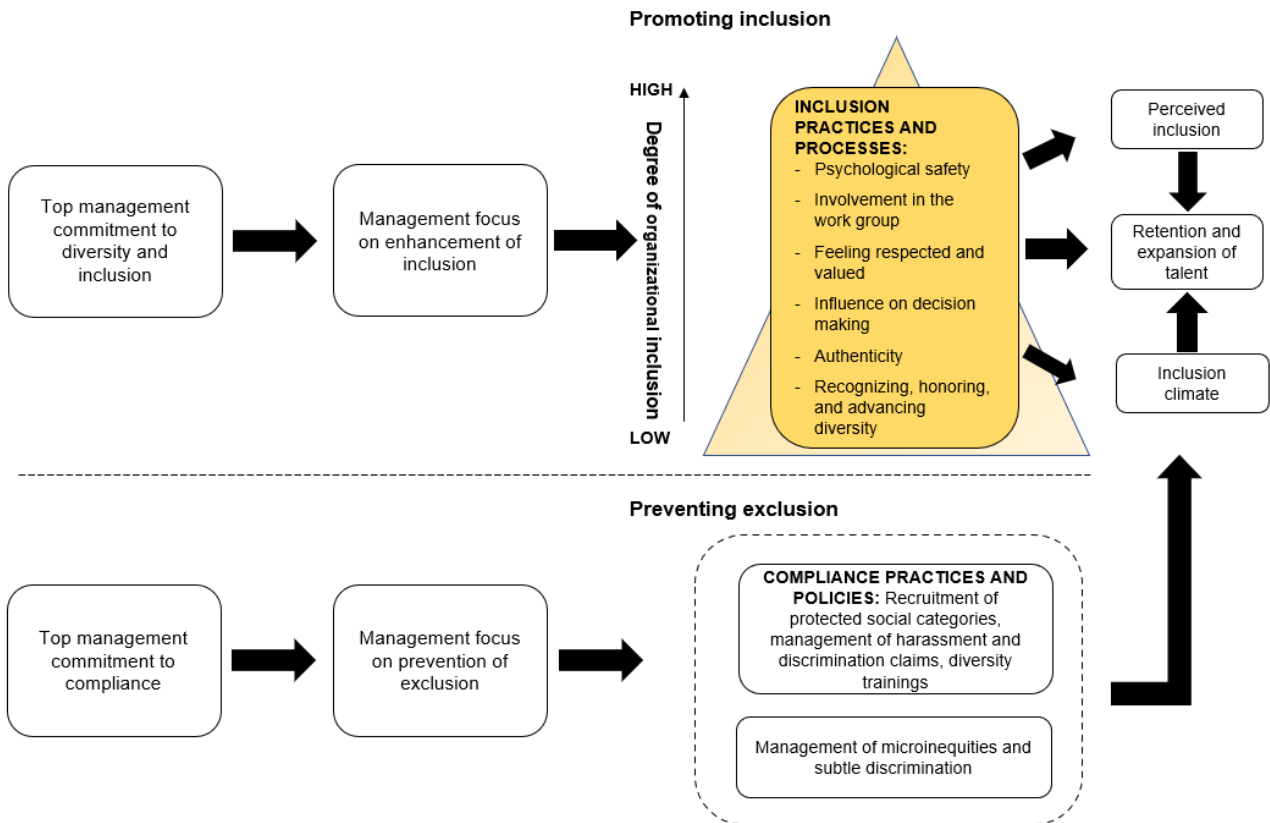 Promoting inclusion
HIGH
Degree of organizational inclusion
LOW
Top management
commitment to
diversity and
inclusion
Management focus
on enhancement of
inclusion
INCLUSION
PRACTICES AND
PROCESSES:
- Psychological safety
- Involvement in the
work group
- Feeling respected and
valued
- Influence on decision
making
- Authenticity
- Recognizing, honoring,
and advancing
diversity
Perceived
inclusion
Retention and
expansion of
talent
Inclusion
climate
Preventing exclusion
Top management
commitment to
compliance
Management focus
on prevention of
exclusion
COMPLIANCE PRACTICES AND
POLICIES: Recruitment of
protected social categories,
management of harassment and
discrimination claims, diversity
trainings
Management of microinequities and
subtle discrimination